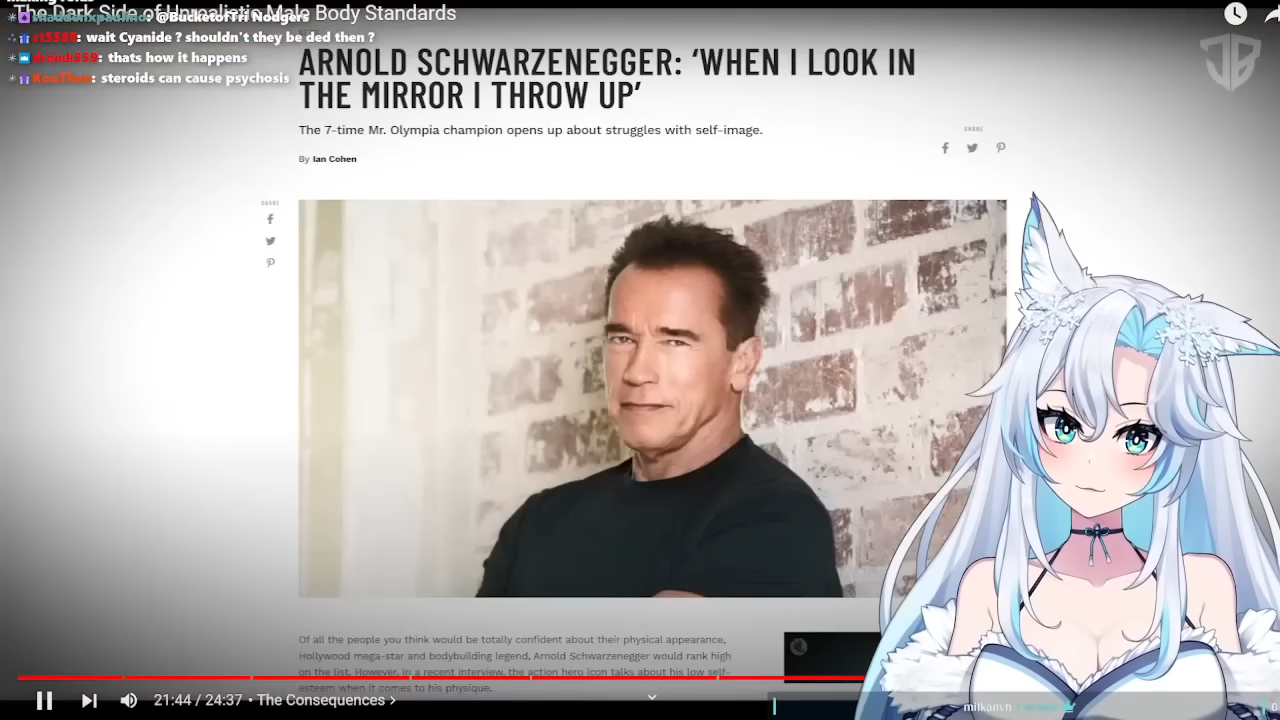 The Dark Side of Unrealistic Male Body Standards
: @BucketofTri Nodgers
ct5588: wait Cyanide ? shouldn't they be ded then ?
: thats how it happens
: steroids can cause psychosis
ARNOLD SCHWARZENEGGER: ‘WHEN I LOOK IN
THE MIRROR I THROW UP’
The 7-time Mr. Olympia champion opens up about struggles with self-image.
SHARE
By Ian Cohen
SHARE
Of all the people you think would be totally confident about their physical appearance,
Hollywood mega-star and bodybuilding legend, Arnold Schwarzenegger would rank high
on the list. However, in a recent interview, the action hero icon talks about his low self-
esteem when it comes to his physique.
21:44 / 24:37 • The Consequences
milkanvh